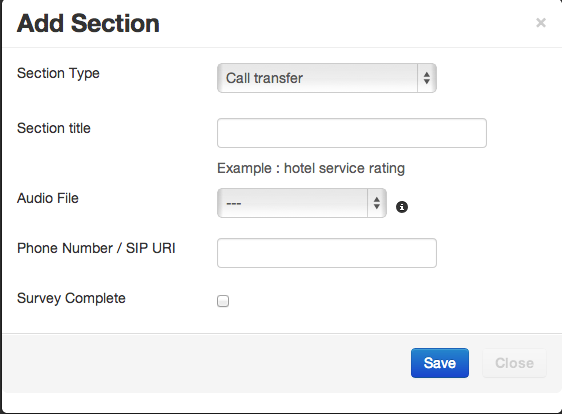 Add Section
×
Section Type
Call transfer
Section title
Example : hotel service rating
Audio File
---
Phone Number / SIP URI
Survey Complete
Save
Close